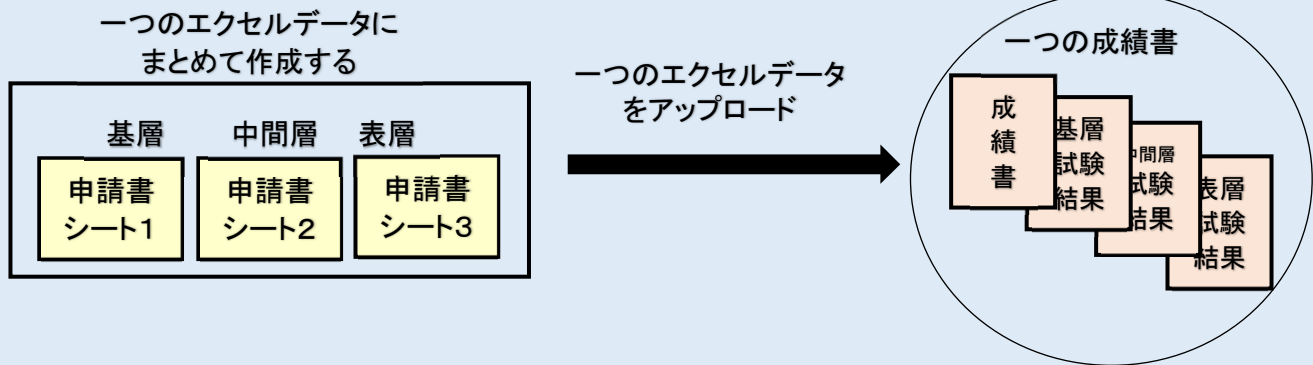 一つのエクセルデータに
まとめて作成する
基層 中間層 表層
申請書
シート1
申請書
シート2
申請書
シート3
一つのエクセルデータ
をアップロード
一つの成績書
成
績
書
基層
試験
結果
中間層
試験
結果
表層
試験
結果